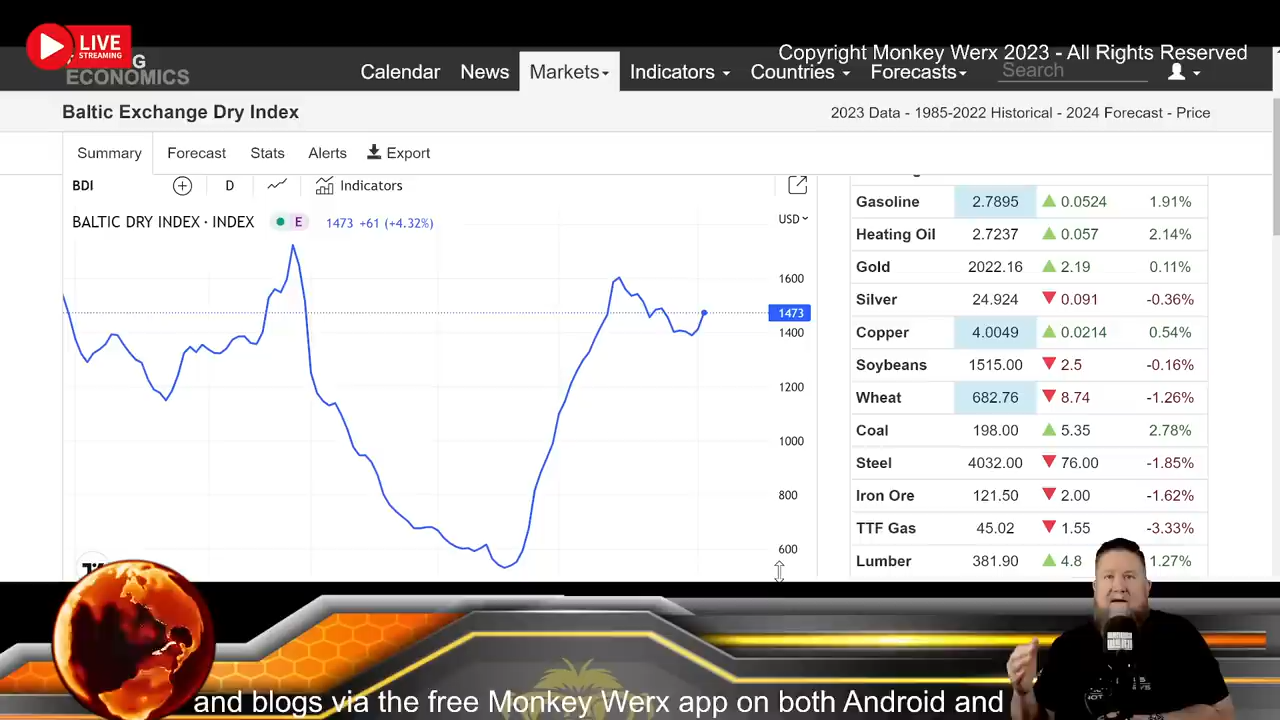 LIVE
STREAMING
Copyright Monkey Werx 2023 - All Rights Reserved
ECONOMICS
Calendar News Markets Indicators Countries Forecasts Search
Baltic Exchange Dry Index
2023 Data - 1985-2022 Historical - 2024 Forecast - Price
Summary Forecast Stats Alerts Export
BDI D Indicators
BALTIC DRY INDEX · INDEX E 1473 +61 (+4.32%)
USD
1600
1473
1400
1200
1000
800
600
Gasoline 2.7895 0.0524 1.91%
Heating Oil 2.7237 0.057 2.14%
Gold 2022.16 2.19 0.11%
Silver 24.924 0.091 -0.36%
Copper 4.0049 0.0214 0.54%
Soybeans 1515.00 2.5 -0.16%
Wheat 682.76 8.74 -1.26%
Coal 198.00 5.35 2.78%
Steel 4032.00 76.00 -1.85%
Iron Ore 121.50 2.00 -1.62%
TTF Gas 45.02 1.55 -3.33%
Lumber 381.90 4.8 1.27%
and blogs via the free Monkey Werx app on both Android and